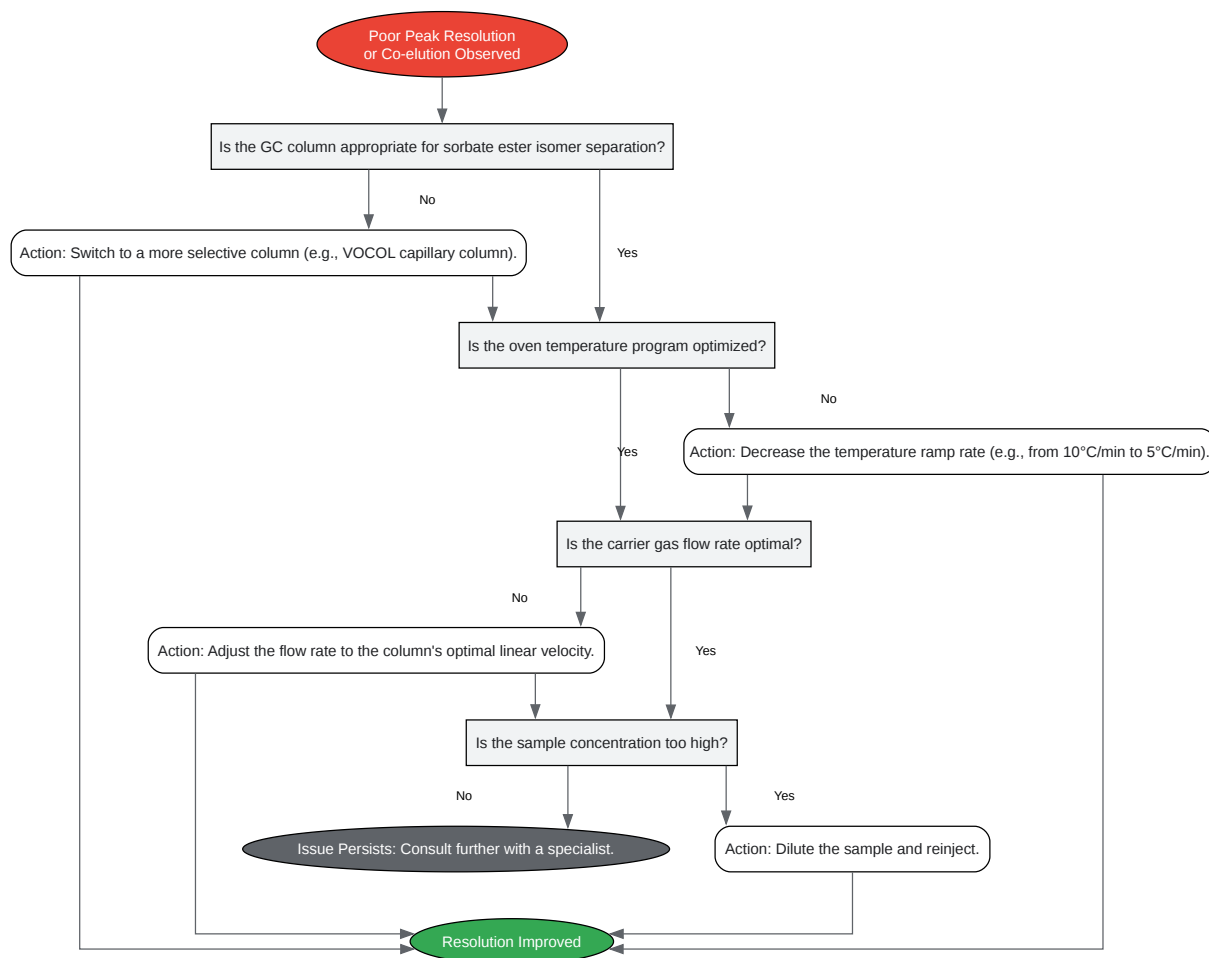 Poor Peak Resolution
or Co-elution Observed
Is the GC column appropriate for sorbate ester isomer separation?
No
Action: Switch to a more selective column (e.g., VOCOL capillary column).
Yes
Is the oven temperature program optimized?
No
Yes
Action: Decrease the temperature ramp rate (e.g., from 10°C/min to 5°C/min).
Is the carrier gas flow rate optimal?
No
Action: Adjust the flow rate to the column's optimal linear velocity.
Yes
Is the sample concentration too high?
No
Yes
Issue Persists: Consult further with a specialist.
Action: Dilute the sample and reinject.
Resolution Improved